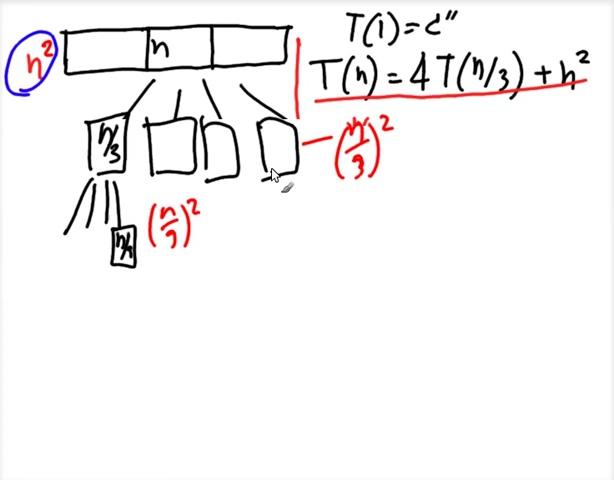 T(1) = c"
n² n T(n) = 4T(n/3) + n²
n/3 (n/3)²
n/9 (n/9)²